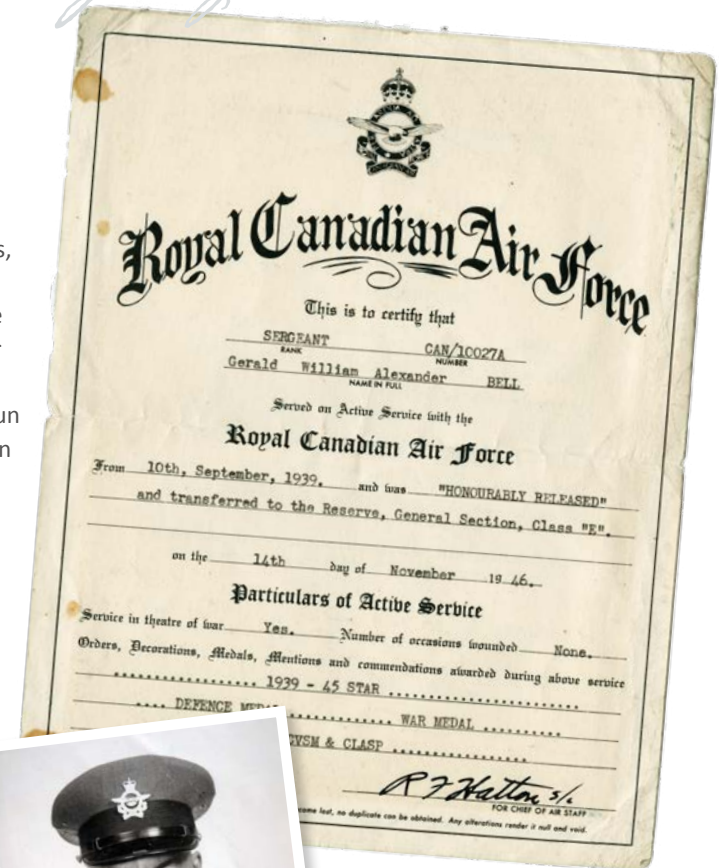 s,
e
un
n
Royal Canadian Air Force
This is to certify that
SERGEANT CAN/10027A
RANK NUMBER
Gerald William Alexander BELL
NAME IN FULL
Served on Active Service with the
Royal Canadian Air Force
From 10th, September, 1939. and was "HONOURABLY RELEASED"
and transferred to the Reserve, General Section, Class "E".
on the 14th day of November 19 46.
Particulars of Active Service
Service in theatre of war Yes. Number of occasions wounded None.
Orders, Decorations, Medals, Mentions and commendations awarded during above service
................. 1939 - 45 STAR .......................
.... DEFENCE ............. WAR MEDAL ..........
CVSM & CLASP ................
R F Hatton S/L
FOR CHIEF OF AIR STAFF
lost, no duplicate can be obtained. Any alterations render it null and void.